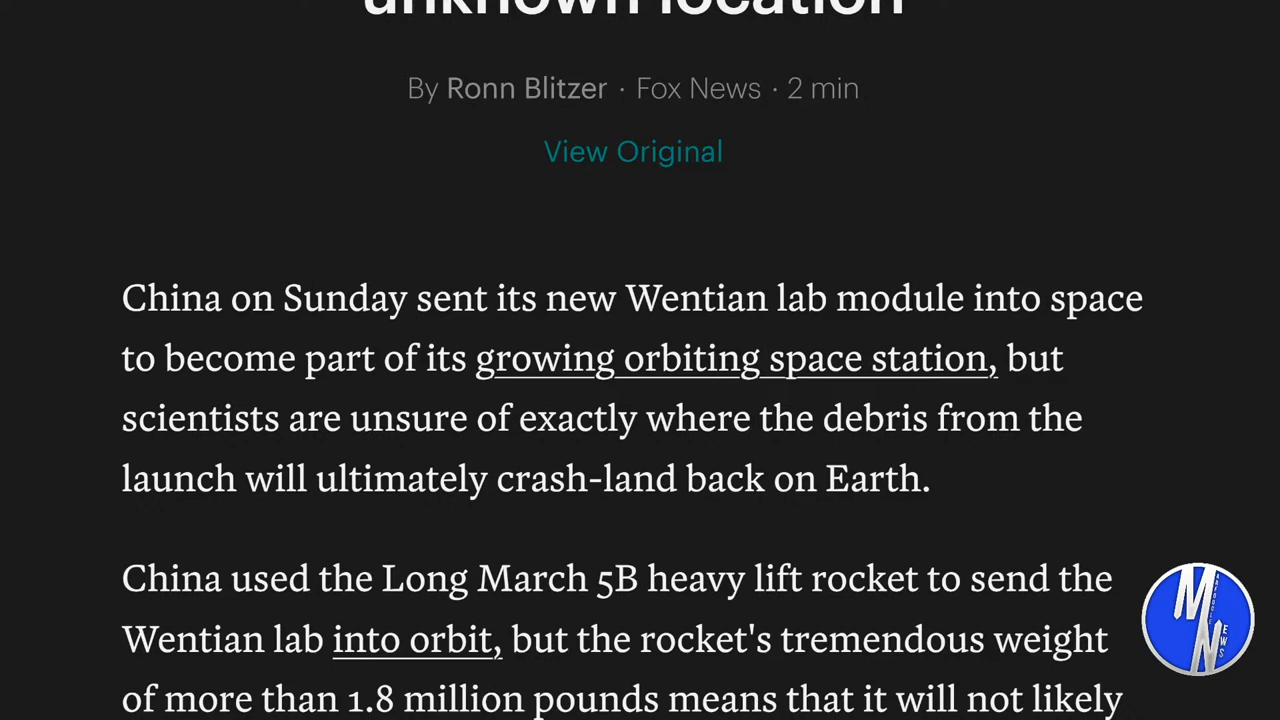 unknown location
By Ronn Blitzer · Fox News · 2 min
View Original
China on Sunday sent its new Wentian lab module into space
to become part of its growing orbiting space station, but
scientists are unsure of exactly where the debris from the
launch will ultimately crash-land back on Earth.
China used the Long March 5B heavy lift rocket to send the
Wentian lab into orbit, but the rocket's tremendous weight
of more than 1.8 million pounds means that it will not likely
M
N
EWS